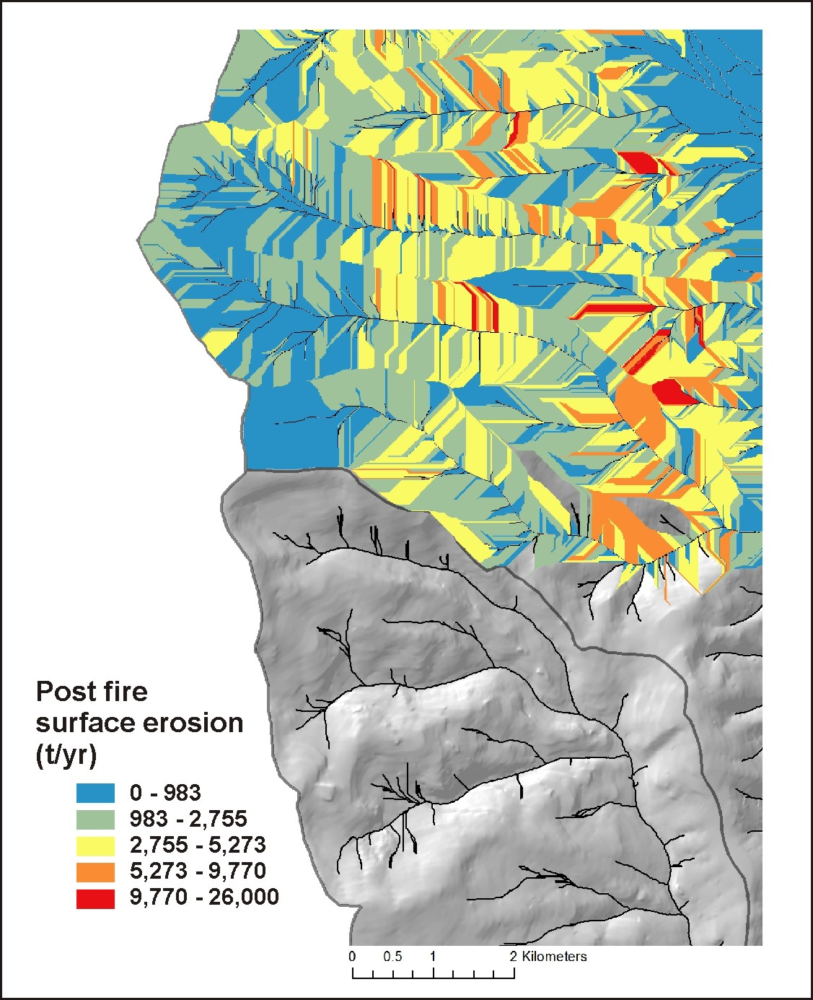 Post fire
surface erosion
(t/yr)
0 - 983
983 - 2,755
2,755 - 5,273
5,273 - 9,770
9,770 - 26,000
0 0.5 1 2 Kilometers